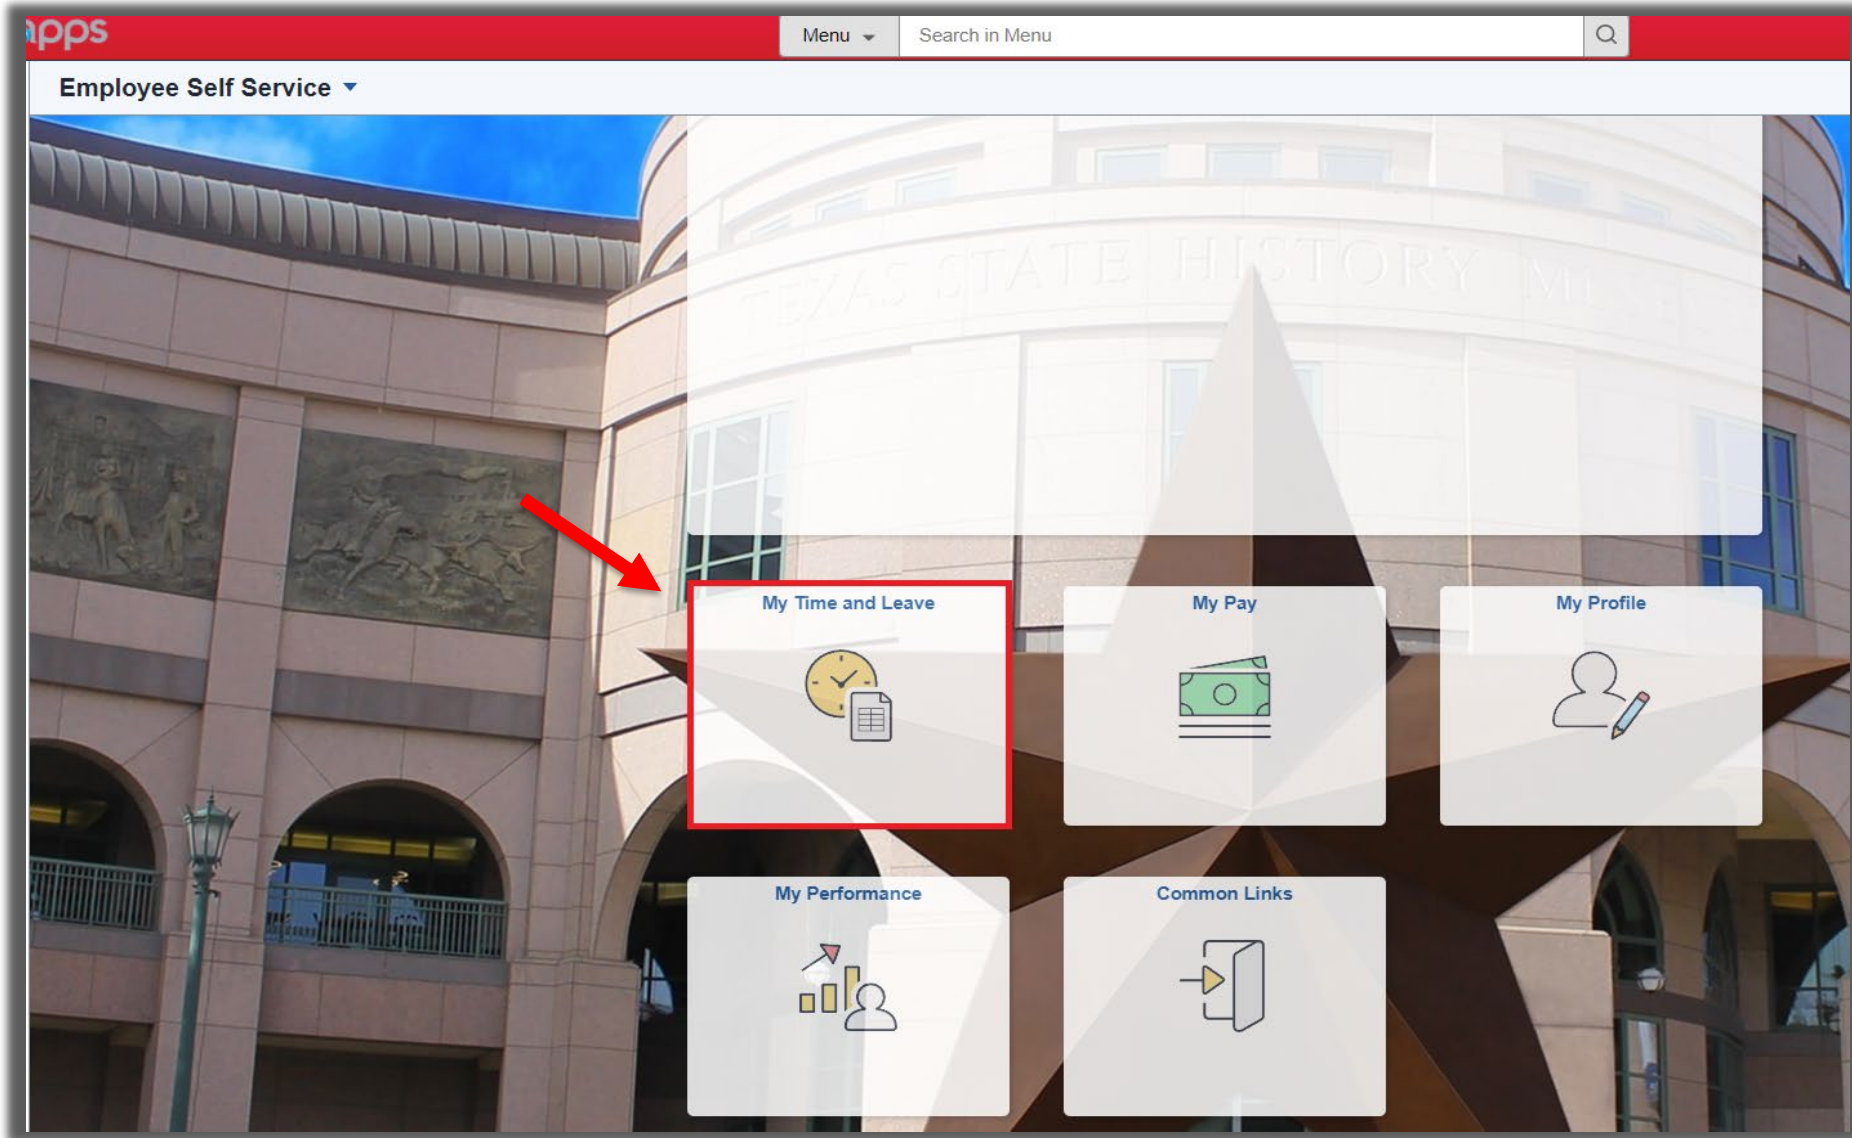 apps
Menu
Search in Menu
Employee Self Service
TEXAS STATE HISTORY
My Time and Leave
My Pay
My Profile
My Performance
Common Links